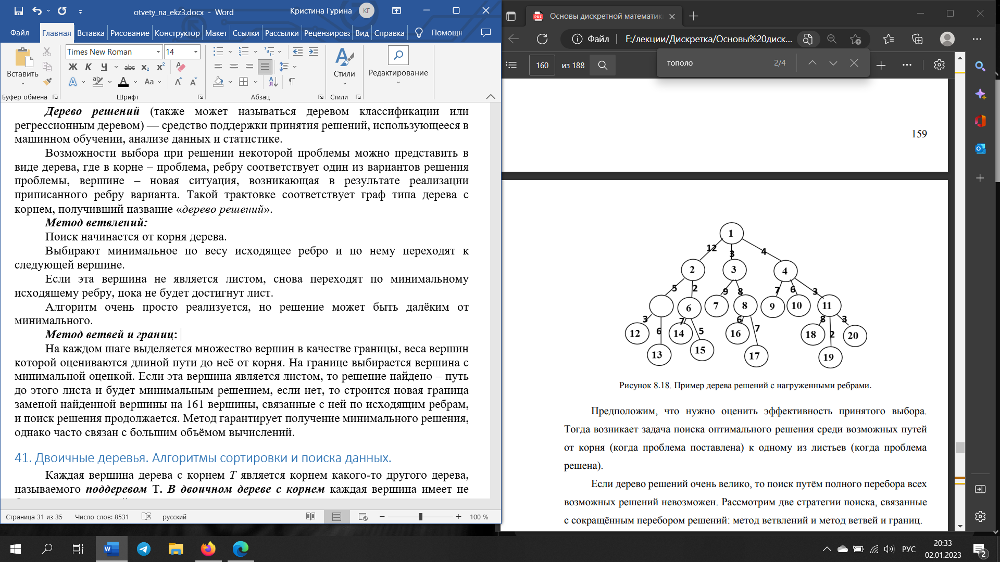 otvety_na_ekz3.docx - Word
Кристина Гурина
КГ
Файл Главная Вставка Рисование Конструктор Макет Ссылки Рассылки Рецензирова Вид Справка Помощн
Вставить
Буфер обмена
Times New Roman 14
Ж К Ч abc x₂ x²
A aby A Aa A A
Шрифт
Абзац
Стили
Стили
Редактирование
Дерево решений (также может называться деревом классификации или
регрессионным деревом) — средство поддержки принятия решений, использующееся в
машинном обучении, анализе данных и статистике.
Возможности выбора при решении некоторой проблемы можно представить в
виде дерева, где в корне – проблема, ребру соответствует один из вариантов решения
проблемы, вершине – новая ситуация, возникающая в результате реализации
приписанного ребру варианта. Такой трактовке соответствует граф типа дерева с
корнем, получивший название «дерево решений».
Метод ветвлений:
Поиск начинается от корня дерева.
Выбирают минимальное по весу исходящее ребро и по нему переходят к
следующей вершине.
Если эта вершина не является листом, снова переходят по минимальному
исходящему ребру, пока не будет достигнут лист.
Алгоритм очень просто реализуется, но решение может быть далёким от
минимального.
Метод ветвей и границ:
На каждом шаге выделяется множество вершин в качестве границы, веса вершин
которой оцениваются длиной пути до неё от корня. На границе выбирается вершина с
минимальной оценкой. Если эта вершина является листом, то решение найдено – путь
до этого листа и будет минимальным решением, если нет, то строится новая граница
заменой найденной вершины на 161 вершины, связанные с ней по исходящим ребрам,
и поиск решения продолжается. Метод гарантирует получение минимального решения,
однако часто связан с большим объёмом вычислений.
41. Двоичные деревья. Алгоритмы сортировки и поиска данных.
Каждая вершина дерева с корнем T является корнем какого-то другого дерева,
называемого поддеревом T. В двоичном дереве с корнем каждая вершина имеет не
Страница 31 из 35 Число слов: 8531 русский 100 %
Основы дискретной математик
Файл F:/лекции/Дискретка/Основы%20диск...
160 из 188
тополо 2/4
159
1
12 3 4
2 3 4
5 2 9 8 7 6 3
6 7 8 9 10 11
3 6 7 5 6 7 8 2 3
12 14 16 18 20
13 15 17 19
Рисунок 8.18. Пример дерева решений с нагруженными ребрами.
Предположим, что нужно оценить эффективность принятого выбора.
Тогда возникает задача поиска оптимального решения среди возможных путей
от корня (когда проблема поставлена) к одному из листьев (когда проблема
решена).
Если дерево решений очень велико, то поиск путём полного перебора всех
возможных решений невозможен. Рассмотрим две стратегии поиска, связанные
с сокращённым перебором решений: метод ветвлений и метод ветвей и границ.
РУС
20:33
02.01.2023
2